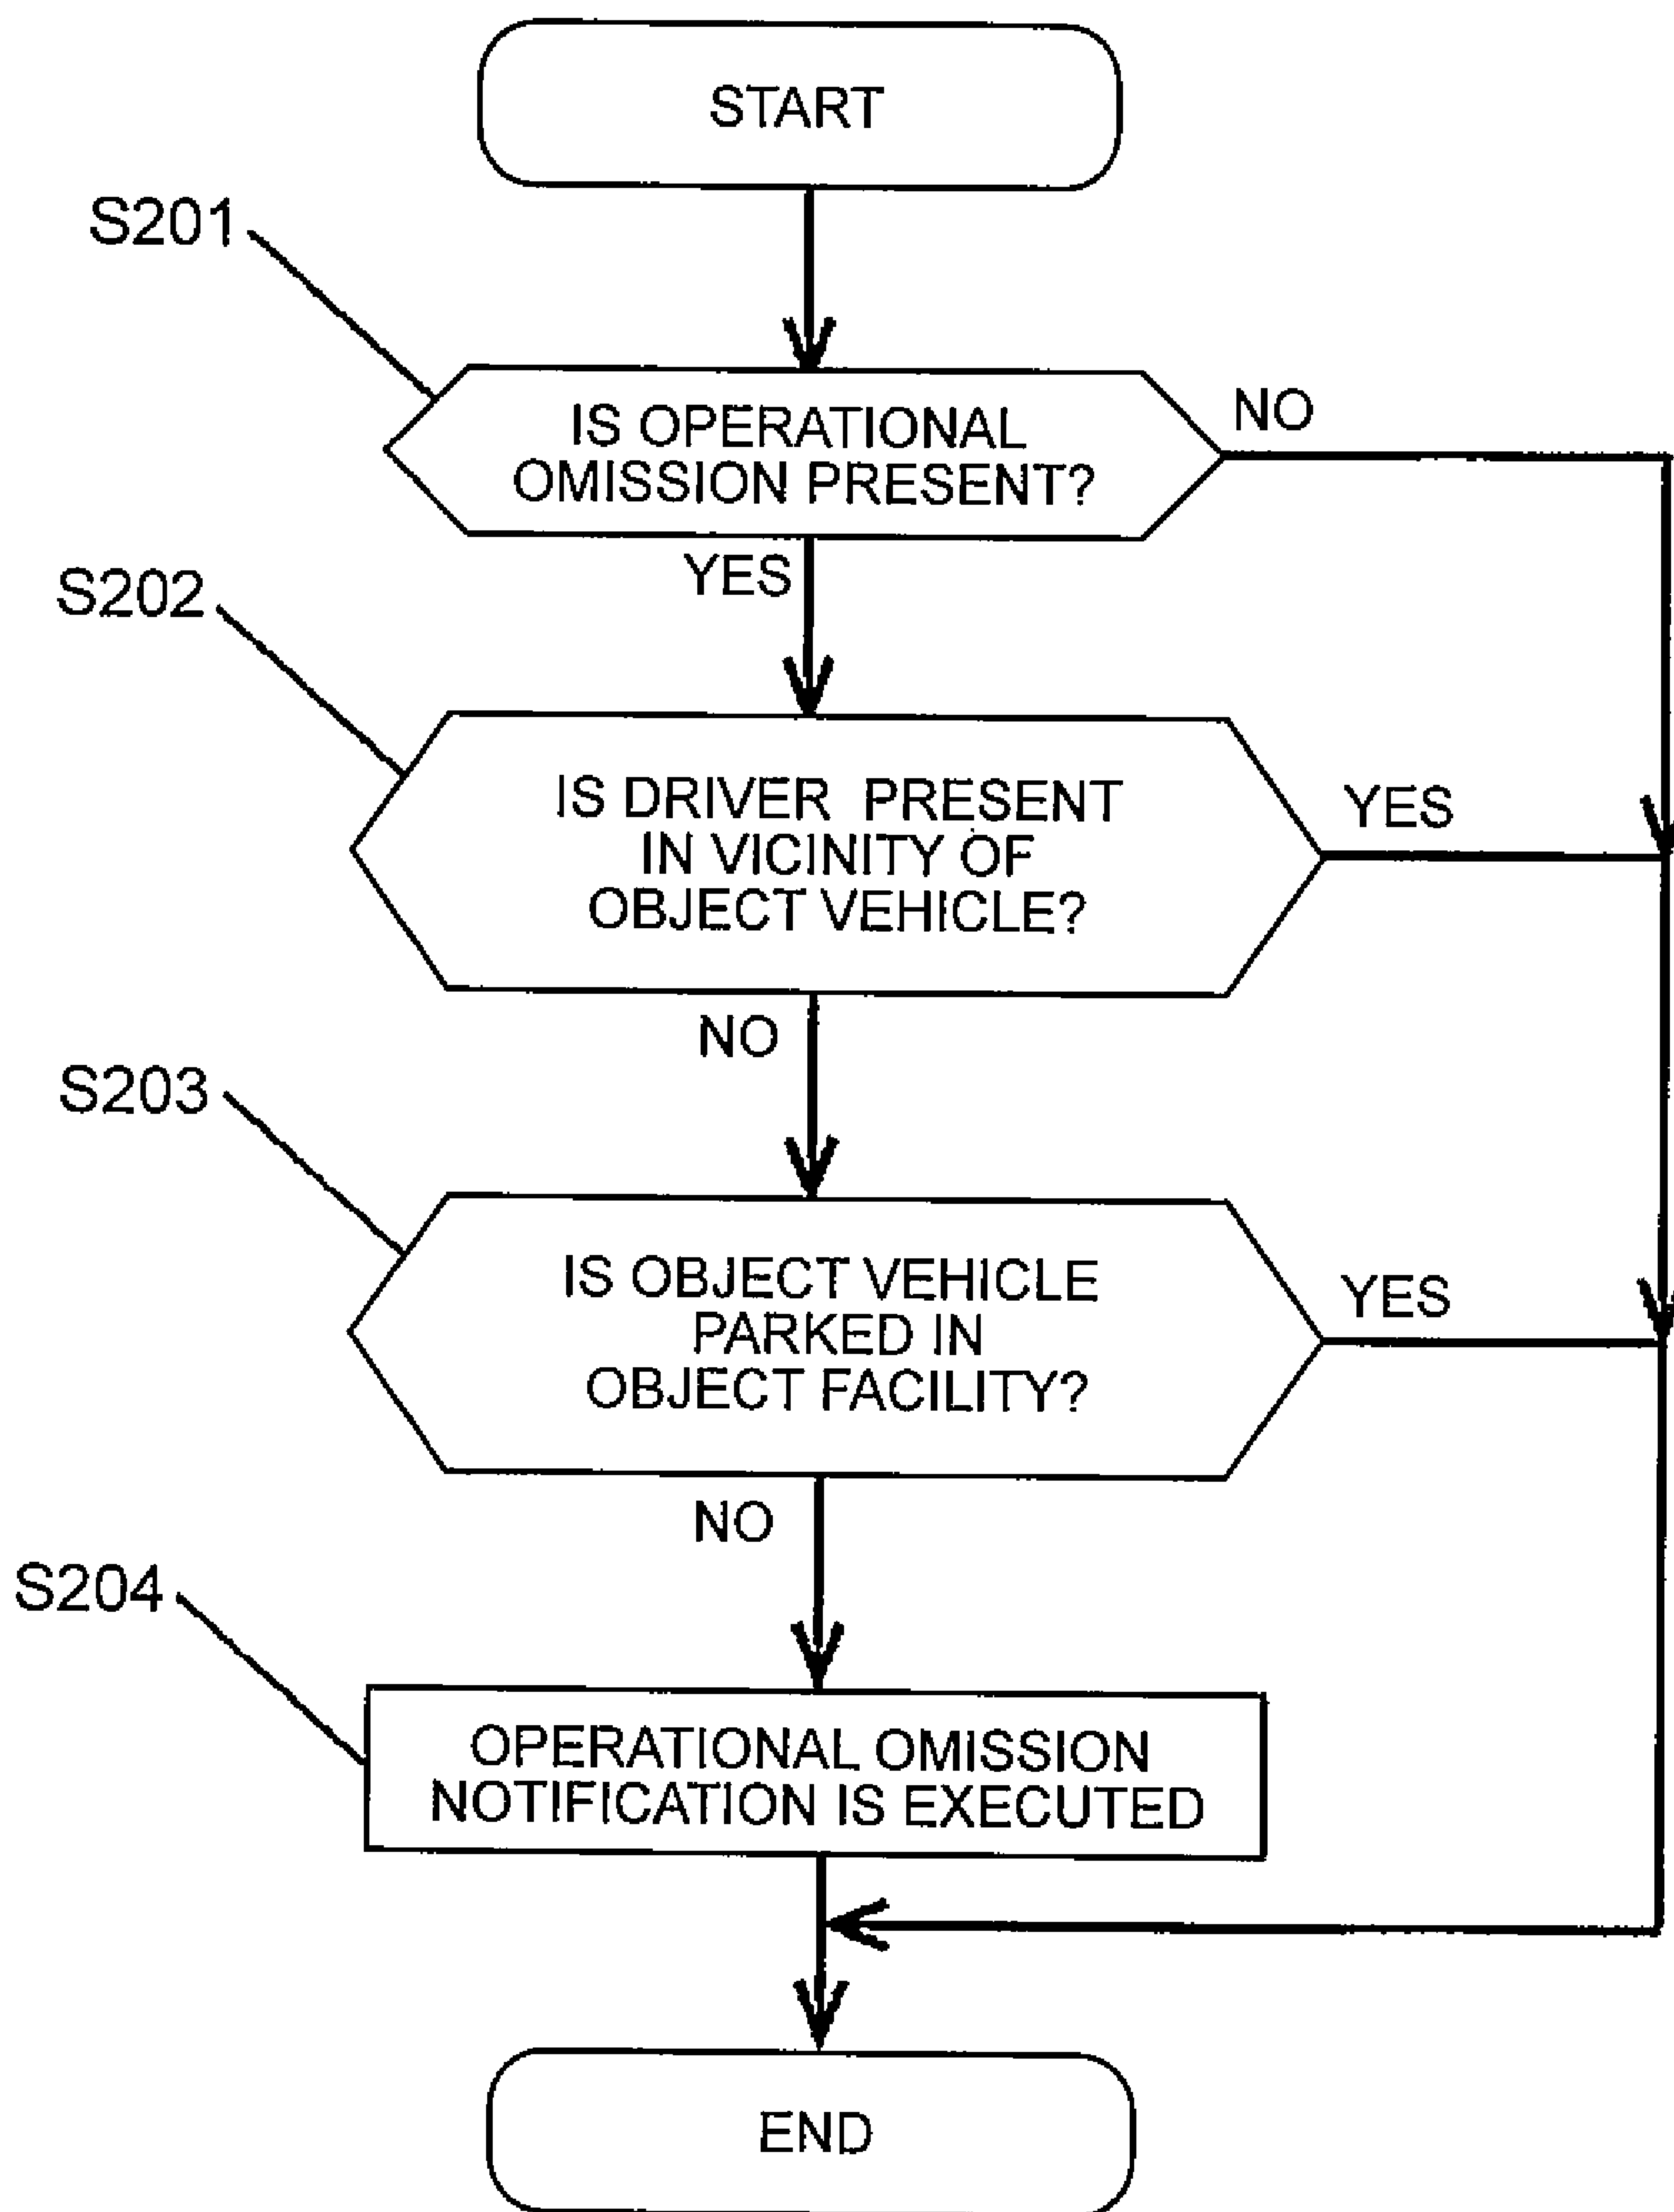 START
S201
IS OPERATIONAL
OMISSION PRESENT?
NO
YES
S202
IS DRIVER PRESENT
IN VICINITY OF
OBJECT VEHICLE?
YES
NO
S203
IS OBJECT VEHICLE
PARKED IN
OBJECT FACILITY?
YES
NO
S204
OPERATIONAL OMISSION
NOTIFICATION IS EXECUTED
END